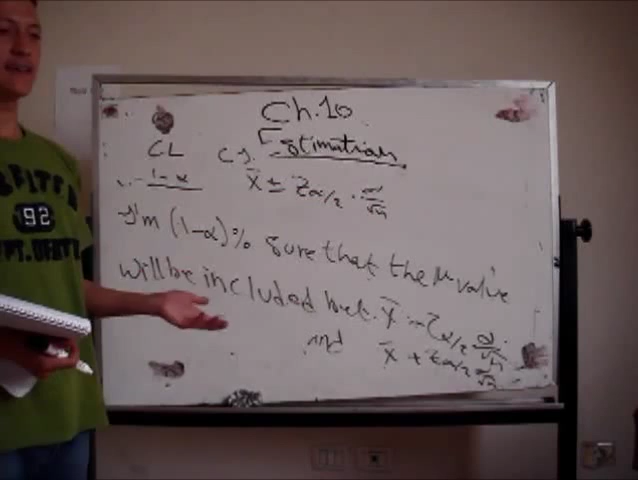 Ch. 10
Estimation
C.L
1-α
x̄ ± Zα/2 · σ/√n
I'm (1-α)% sure that the μ value
will be included bet. x̄ - Zα/2 σ/√n
and x̄ + Zα/2 σ/√n
92